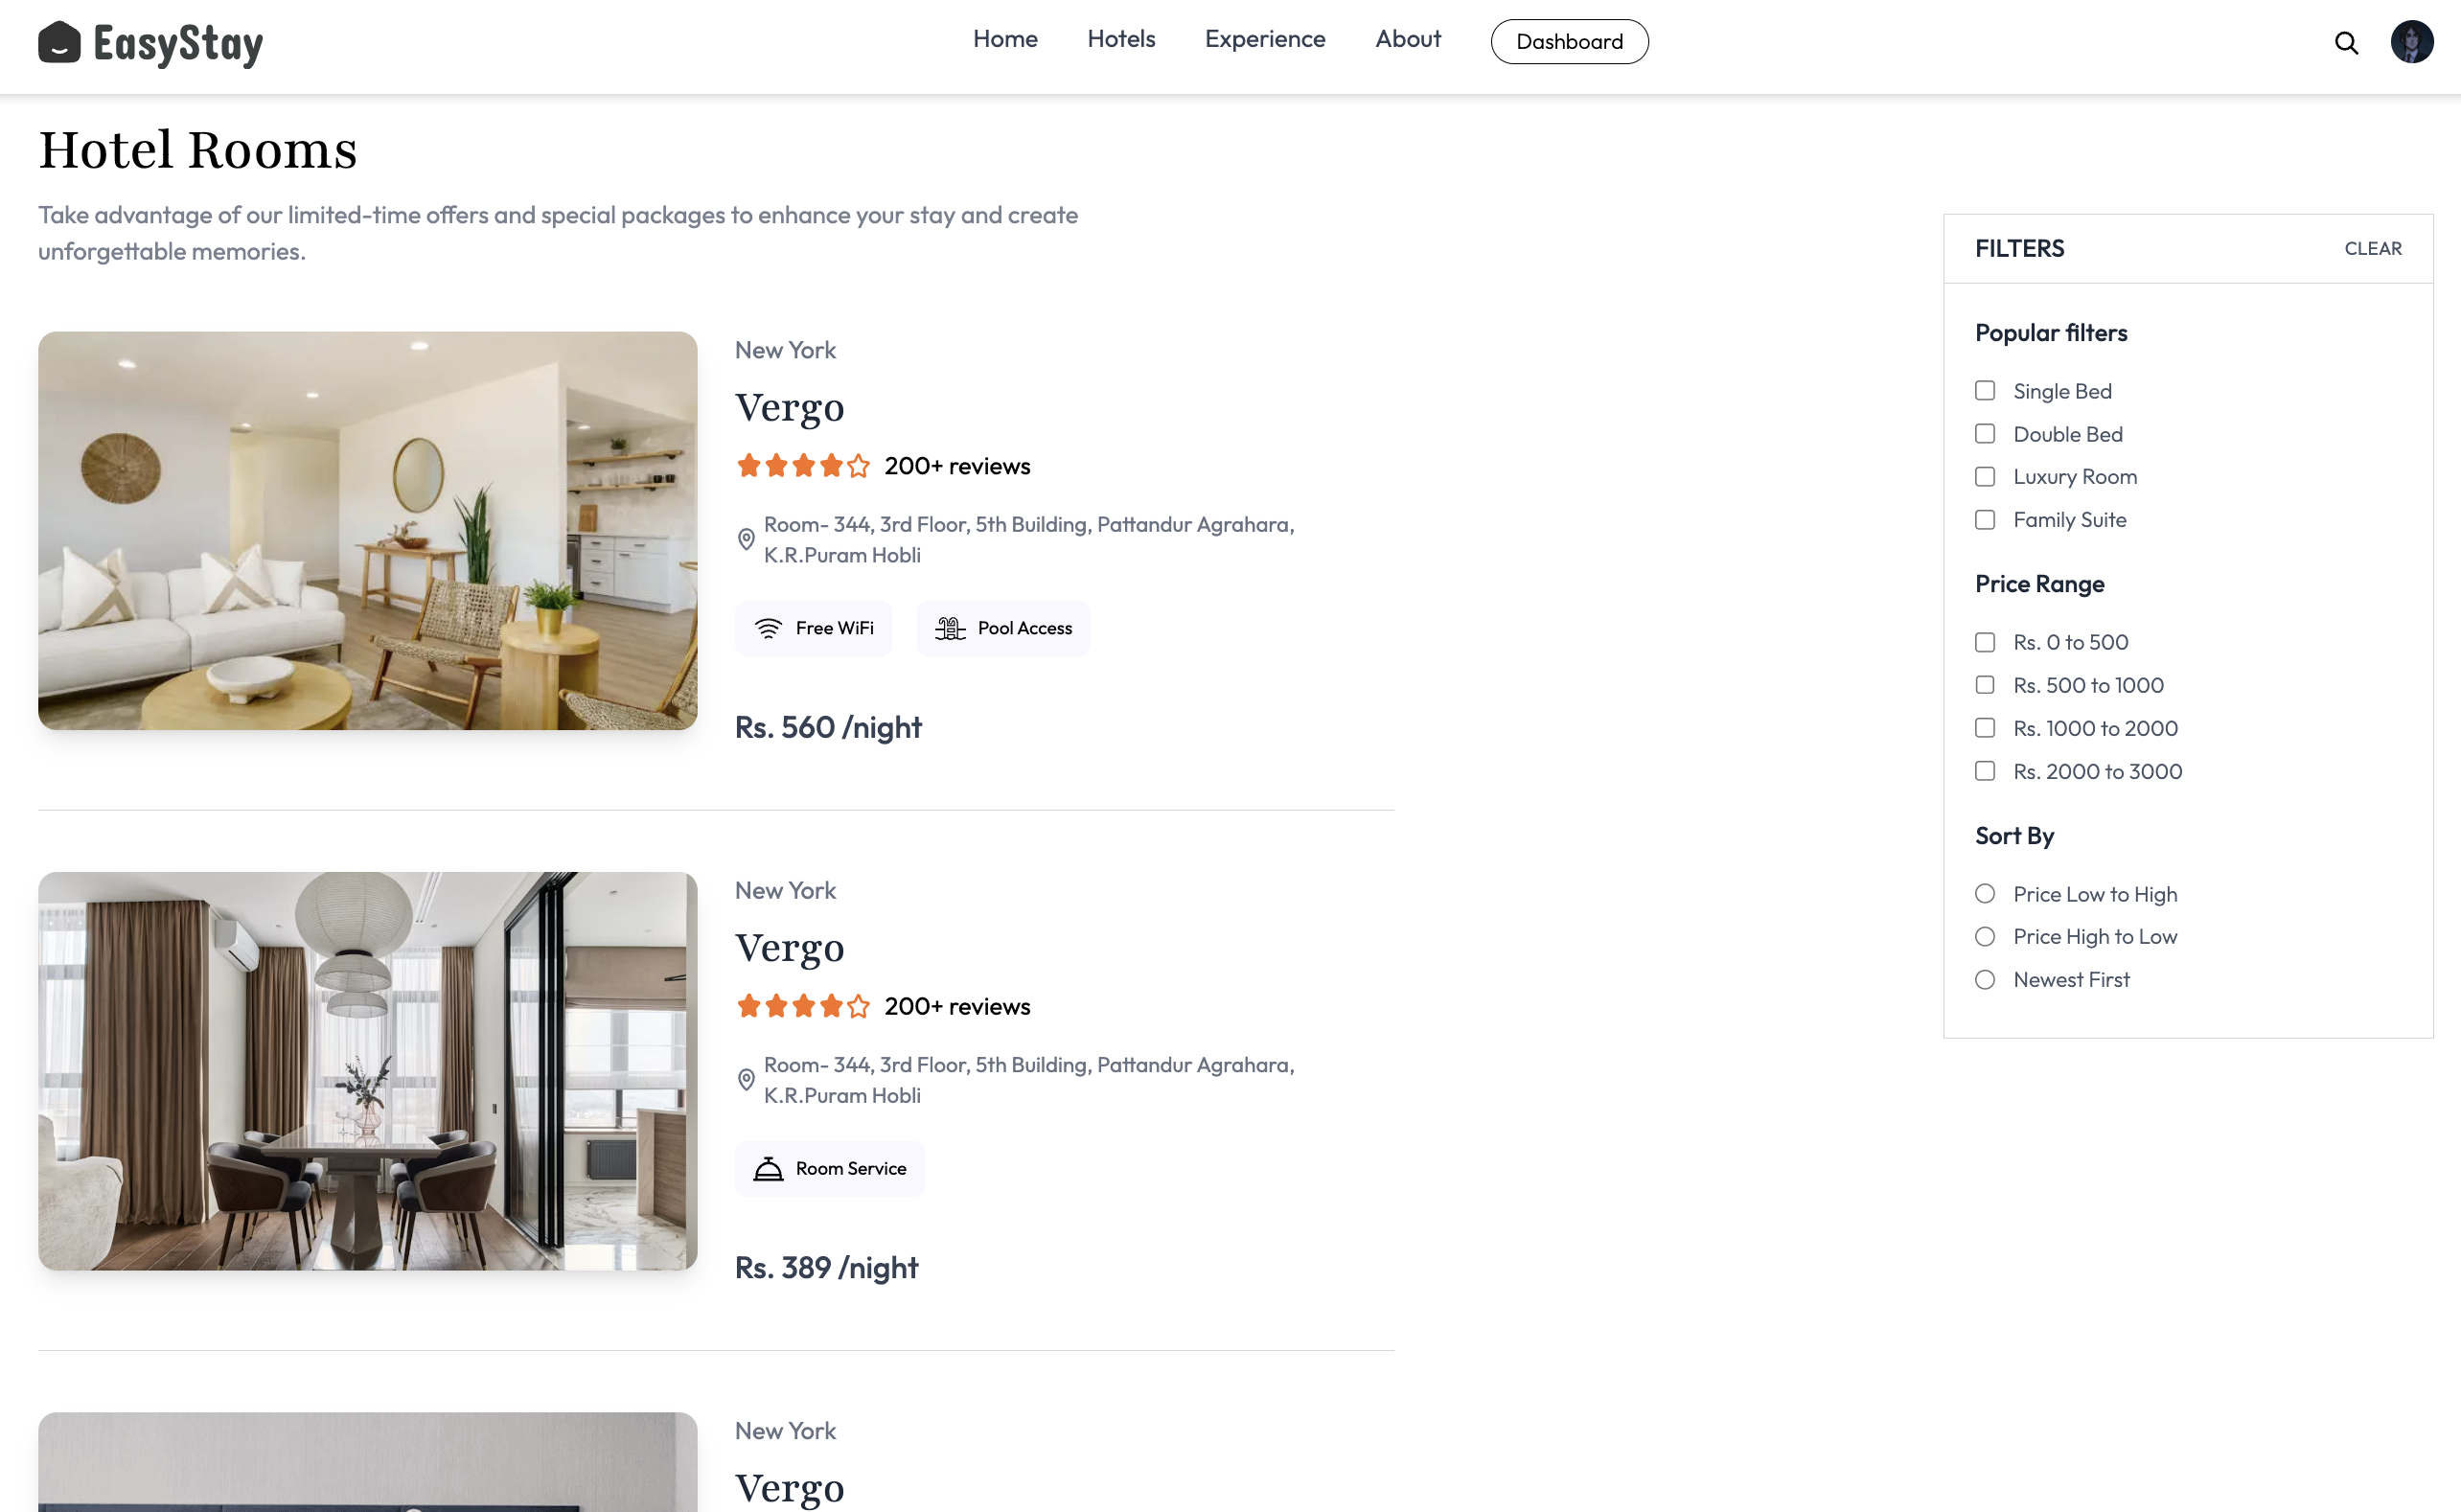 EasyStay
Home
Hotels
Experience
About
Dashboard
Hotel Rooms
Take advantage of our limited-time offers and special packages to enhance your stay and create
unforgettable memories.
New York
Vergo
200+ reviews
Room- 344, 3rd Floor, 5th Building, Pattandur Agrahara,
K.R.Puram Hobli
Free WiFi
Pool Access
Rs. 560 /night
New York
Vergo
200+ reviews
Room- 344, 3rd Floor, 5th Building, Pattandur Agrahara,
K.R.Puram Hobli
Room Service
Rs. 389 /night
New York
Vergo
FILTERS
CLEAR
Popular filters
Single Bed
Double Bed
Luxury Room
Family Suite
Price Range
Rs. 0 to 500
Rs. 500 to 1000
Rs. 1000 to 2000
Rs. 2000 to 3000
Sort By
Price Low to High
Price High to Low
Newest First